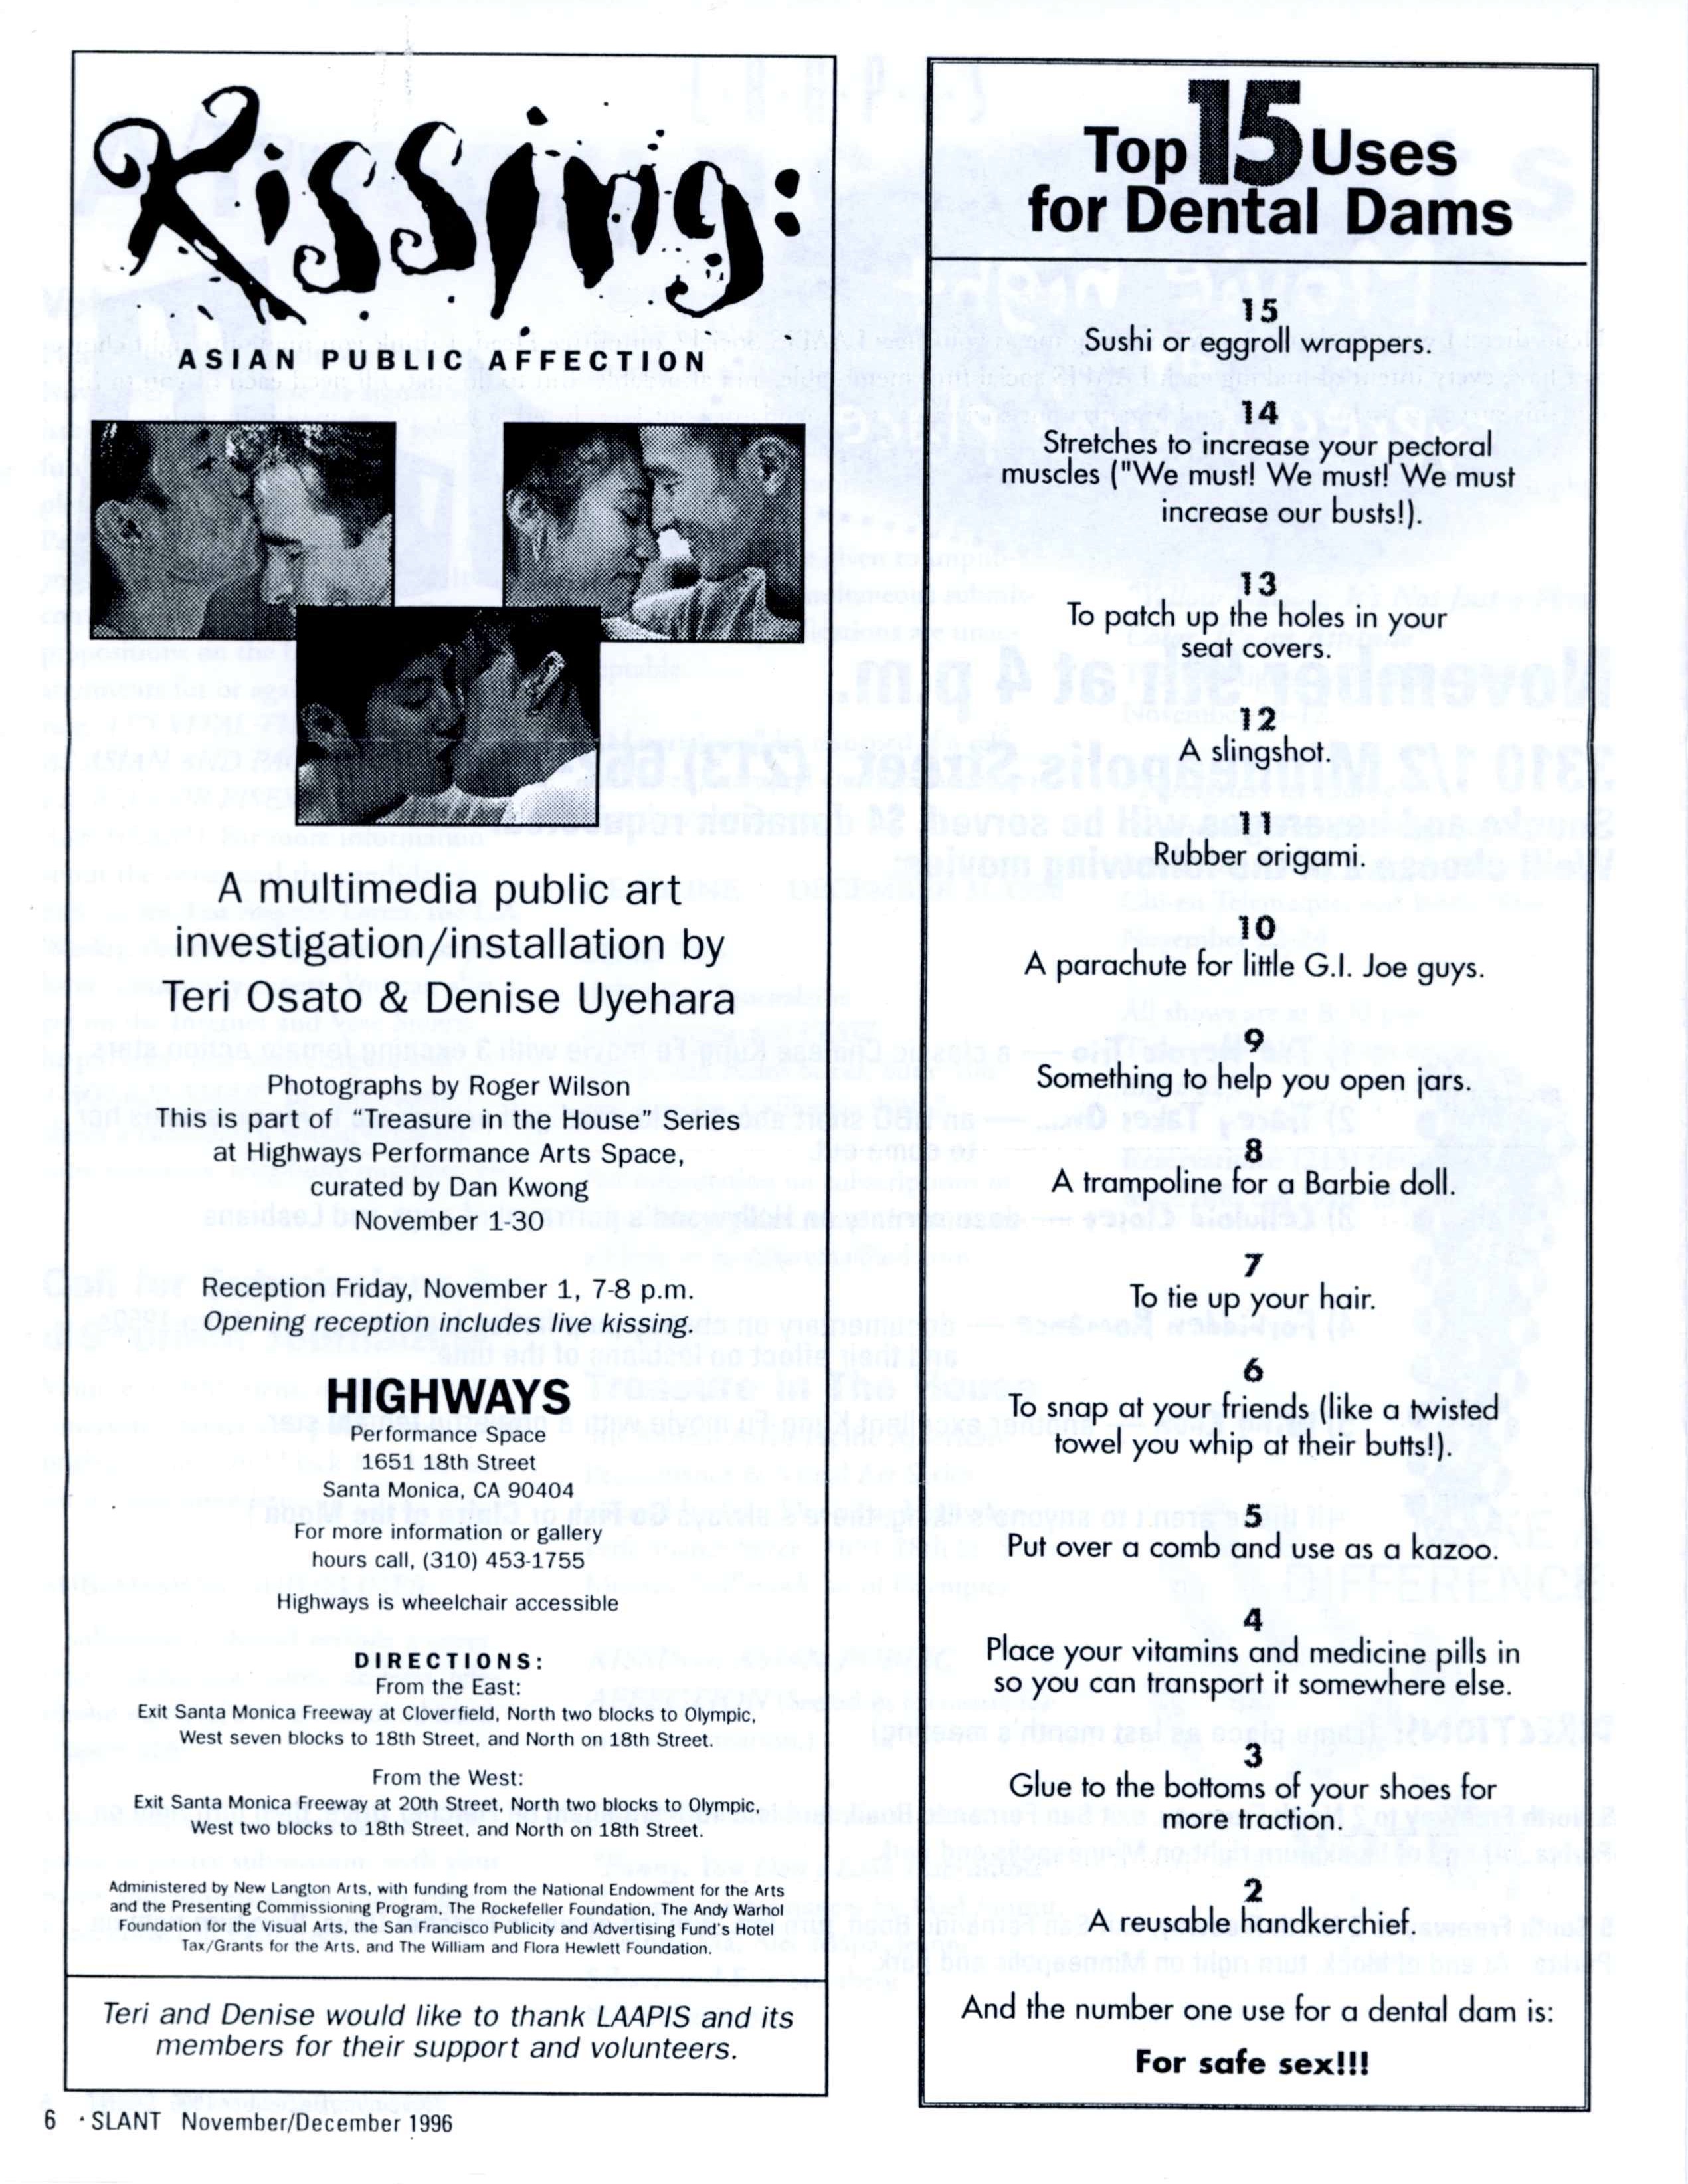 Kissing:
ASIAN PUBLIC AFFECTION
A multimedia public art
investigation/installation by
Teri Osato & Denise Uyehara
Photographs by Roger Wilson
This is part of “Treasure in the House” Series
at Highways Performance Arts Space,
curated by Dan Kwong
November 1-30
Reception Friday, November 1, 7-8 p.m.
Opening reception includes live kissing.
HIGHWAYS
Performance Space
1651 18th Street
Santa Monica, CA 90404
For more information or gallery
hours call, (310) 453-1755
Highways is wheelchair accessible
DIRECTIONS:
From the East:
Exit Santa Monica Freeway at Cloverfield, North two blocks to Olympic,
West seven blocks to 18th Street, and North on 18th Street.
From the West:
Exit Santa Monica Freeway at 20th Street, North two blocks to Olympic,
West two blocks to 18th Street, and North on 18th Street.
Administered by New Langton Arts, with funding from the National Endowment for the Arts
and the Presenting Commissioning Program, The Rockefeller Foundation, The Andy Warhol
Foundation for the Visual Arts, the San Francisco Publicity and Advertising Fund's Hotel
Tax/Grants for the Arts, and The William and Flora Hewlett Foundation.
Teri and Denise would like to thank LAAPIS and its
members for their support and volunteers.
6 · SLANT November/December 1996
Top 15 Uses
for Dental Dams
15
Sushi or eggroll wrappers.
14
Stretches to increase your pectoral
muscles ("We must! We must! We must
increase our busts!).
13
To patch up the holes in your
seat covers.
12
A slingshot.
11
Rubber origami.
10
A parachute for little G.I. Joe guys.
9
Something to help you open jars.
8
A trampoline for a Barbie doll.
7
To tie up your hair.
6
To snap at your friends (like a twisted
towel you whip at their butts!).
5
Put over a comb and use as a kazoo.
4
Place your vitamins and medicine pills in
so you can transport it somewhere else.
3
Glue to the bottoms of your shoes for
more traction.
2
A reusable handkerchief.
And the number one use for a dental dam is:
For safe sex!!!